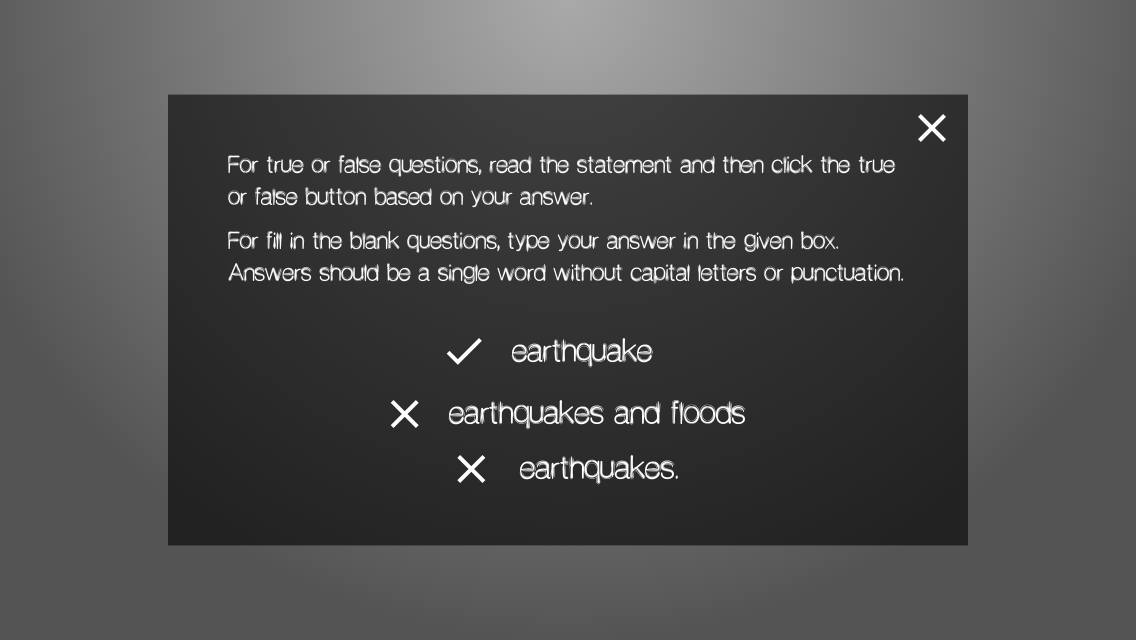 For true or false questions, read the statement and then click the true
or false button based on your answer.
For fill in the blank questions, type your answer in the given box.
Answers should be a single word without capital letters or punctuation.
earthquake
earthquakes and floods
earthquakes.